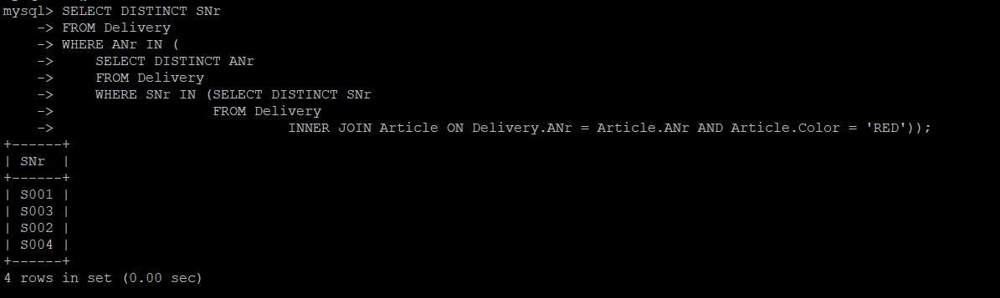 mysql> SELECT DISTINCT SNr
    -> FROM Delivery
    -> WHERE ANr IN (
    ->     SELECT DISTINCT ANr
    ->     FROM Delivery
    ->     WHERE SNr IN (SELECT DISTINCT SNr
    ->                   FROM Delivery
    ->                            INNER JOIN Article ON Delivery.ANr = Article.ANr AND Article.Color = 'RED'));
+------+
| SNr  |
+------+
| S001 |
| S003 |
| S002 |
| S004 |
+------+
4 rows in set (0.00 sec)